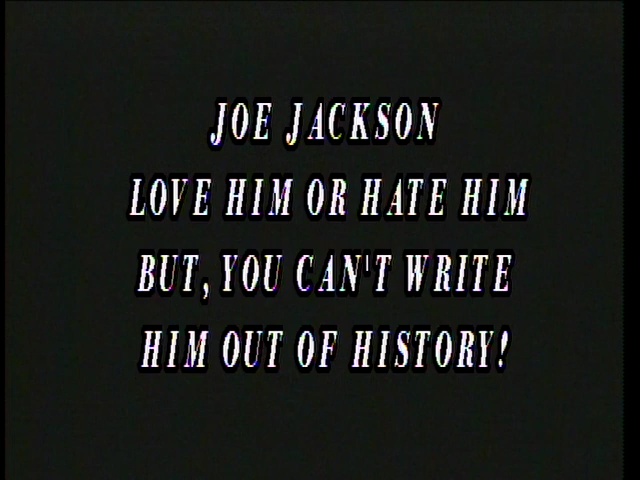 JOE JACKSON
LOVE HIM OR HATE HIM
BUT, YOU CAN'T WRITE
HIM OUT OF HISTORY!